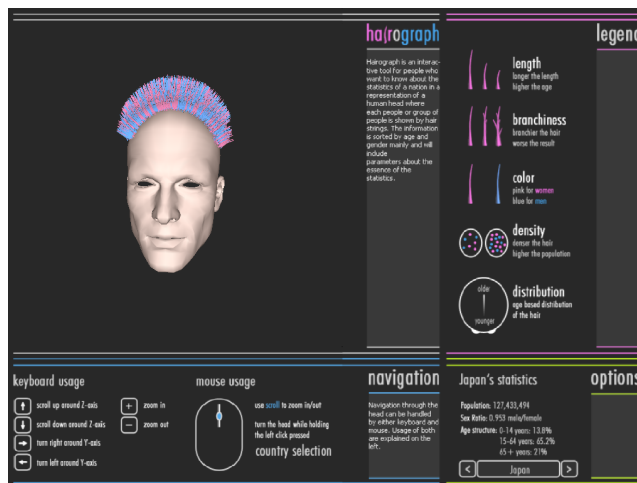 hairograph
Hairograph is an interac-
tive tool for people who
want to know about the
statistics of a nation in a
representation of a
human head where
each people or group of
people is shown by hair
strings. The information
is sorted by age and
gender mainly and will
include
parameters about the
essence of the
statistics.
legend
length
longer the length
higher the age
branchiness
branchier the hair
worse the result
color
pink for women
blue for men
density
denser the hair
higher the population
older
younger
distribution
age based distribution
of the hair
keyboard usage
scroll up around Z-axis
scroll down around Z-axis
turn right around Y-axis
turn left around Y-axis
+ zoom in
− zoom out
mouse usage
use scroll to zoom in/out
turn the head while holding
the left click pressed
country selection
navigation
Navigation through the
head can be handled
by either keyboard and
mouse. Usage of both
are explained on the
left.
Japan's statistics
Population: 127,433,494
Sex Ratio: 0.953 male/female
Age structure: 0-14 years: 13.8%
15-64 years: 65.2%
65+ years: 21%
< Japan >
options